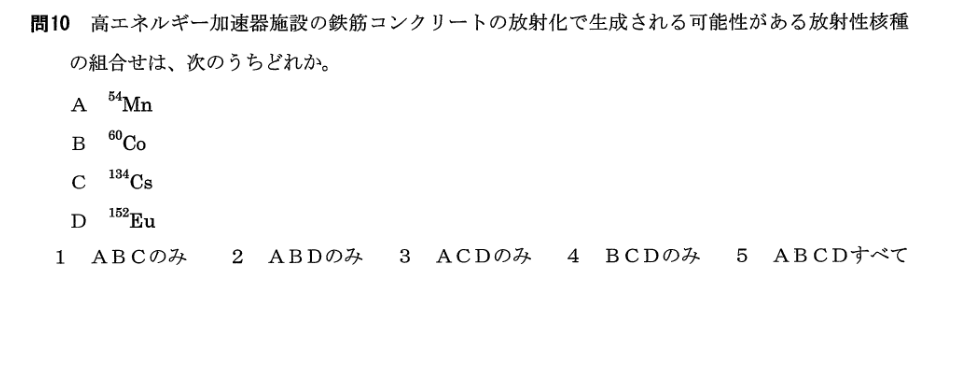 問10 高エネルギー加速器施設の鉄筋コンクリートの放射化で生成される可能性がある放射性核種
の組合せは、次のうちどれか。
A ⁵⁴Mn
B ⁶⁰Co
C ¹³⁴Cs
D ¹⁵²Eu
1 ABCのみ 2 ABDのみ 3 ACDのみ 4 BCDのみ 5 ABCDすべて